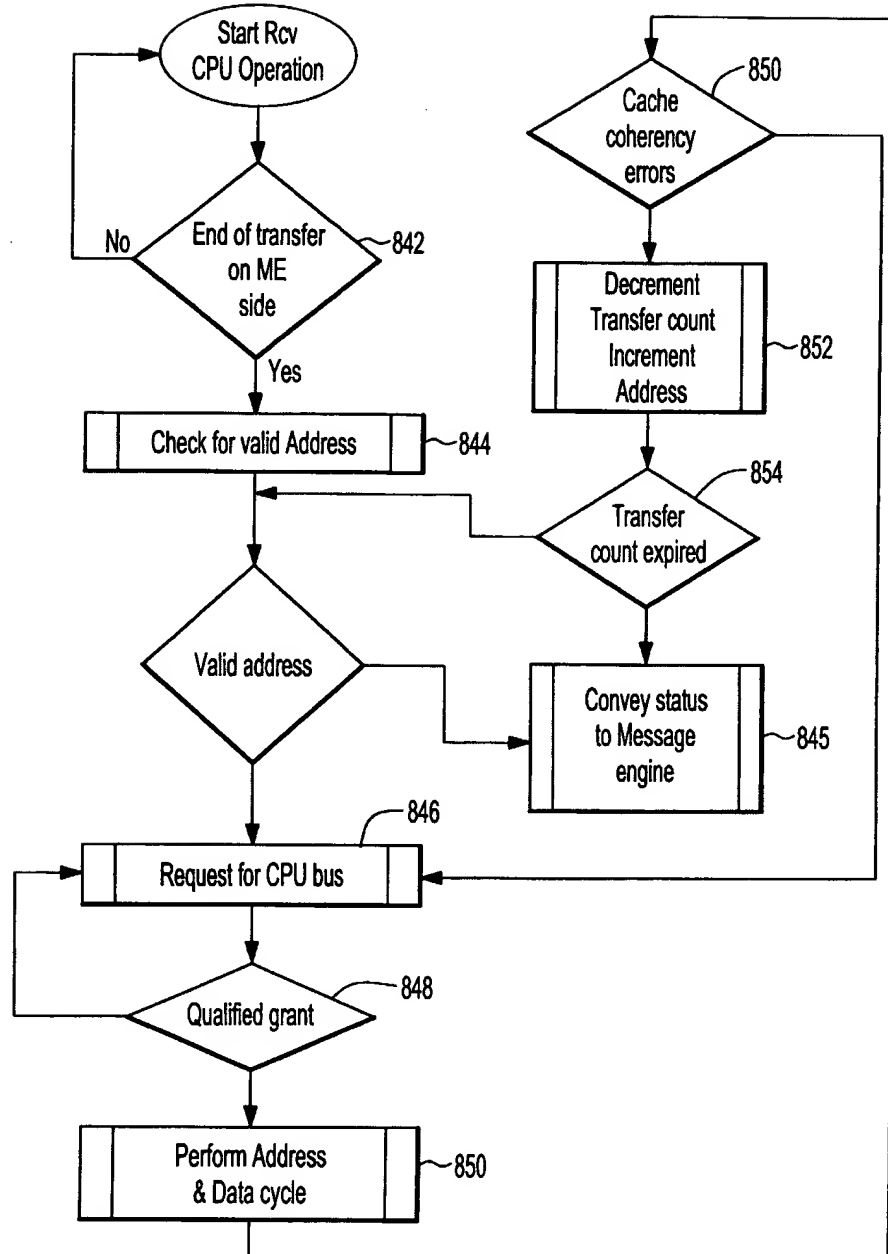 Start Rcv
CPU Operation
No
End of transfer
on ME
side
842
Yes
Check for valid Address
844
Valid address
846
Request for CPU bus
848
Qualified grant
Perform Address
& Data cycle
850
850
Cache
coherency
errors
Decrement
Transfer count
Increment
Address
852
854
Transfer
count expired
Convey status
to Message
engine
845